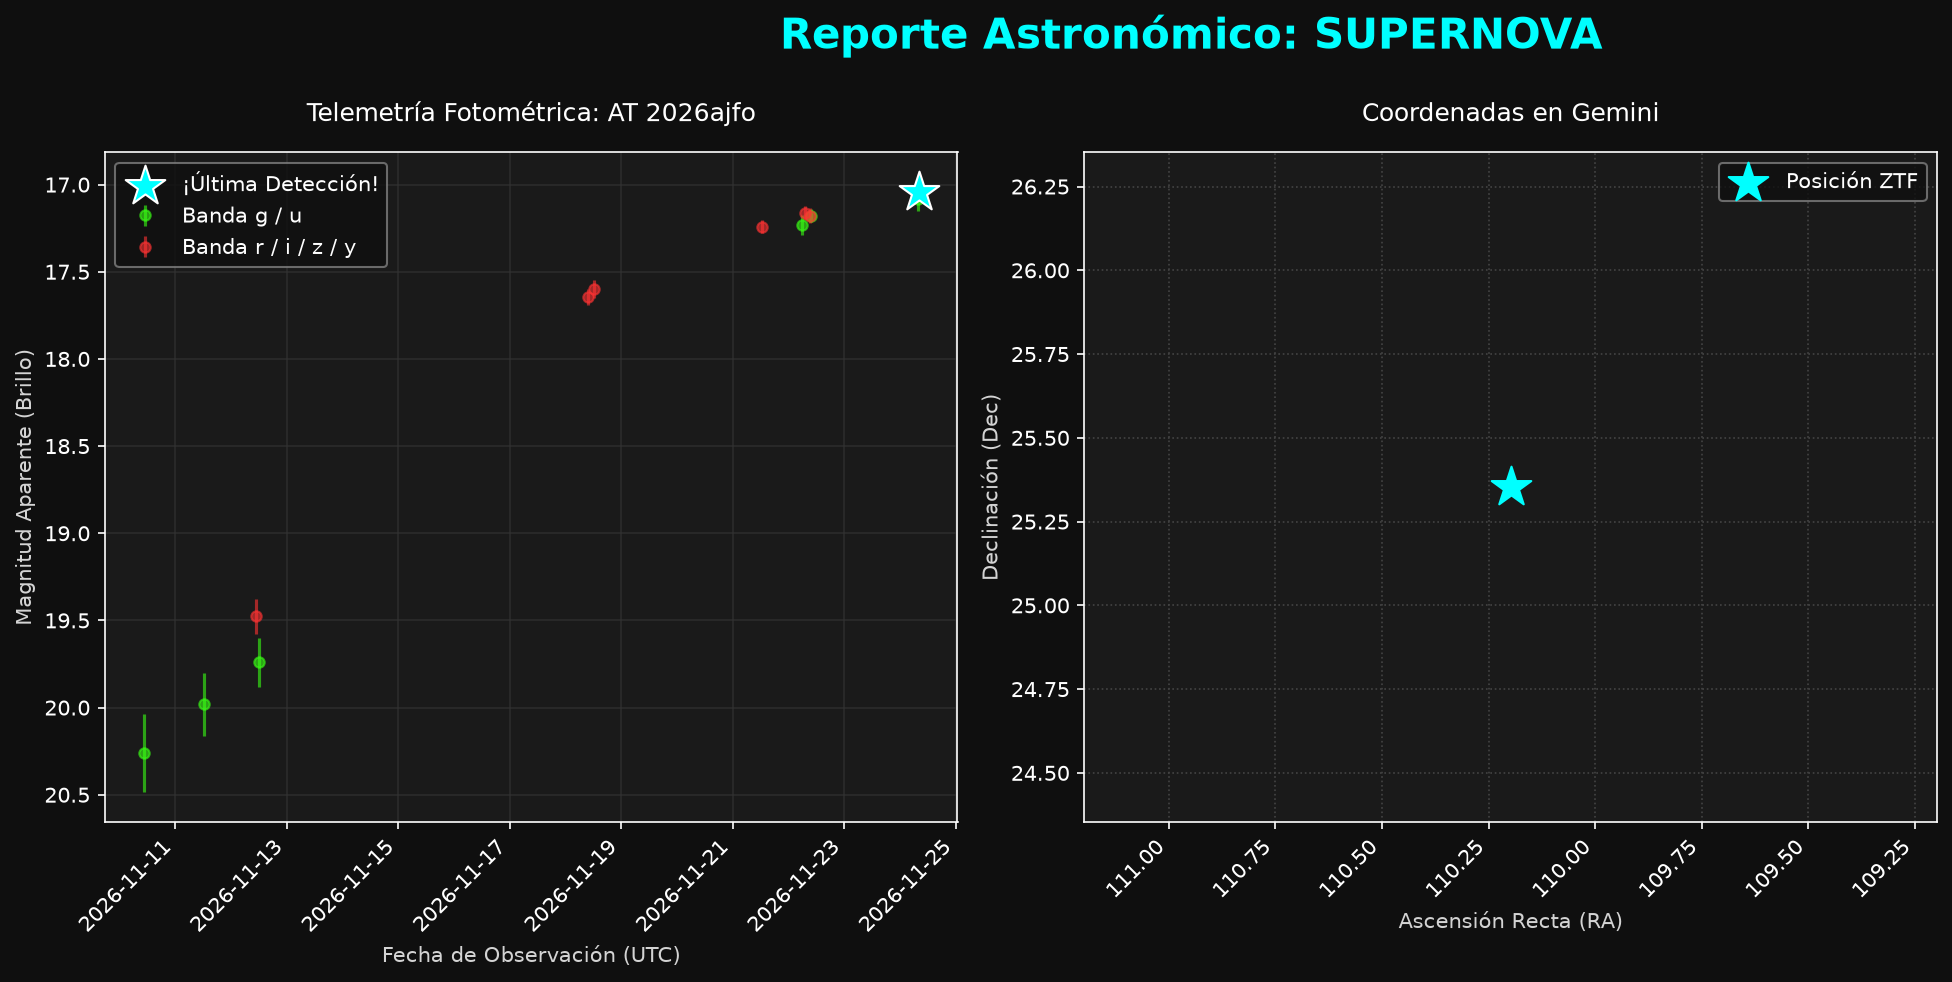 Reporte Astronómico: SUPERNOVA
Telemetría Fotométrica: AT 2026ajfo
¡Última Detección!
Banda g / u
Banda r / i / z / y
Magnitud Aparente (Brillo)
17.0
17.5
18.0
18.5
19.0
19.5
20.0
20.5
2026-11-11
2026-11-13
2026-11-15
2026-11-17
2026-11-19
2026-11-21
2026-11-23
2026-11-25
Fecha de Observación (UTC)
Coordenadas en Gemini
Posición ZTF
Declinación (Dec)
26.25
26.00
25.75
25.50
25.25
25.00
24.75
24.50
111.00
110.75
110.50
110.25
110.00
109.75
109.50
109.25
Ascensión Recta (RA)